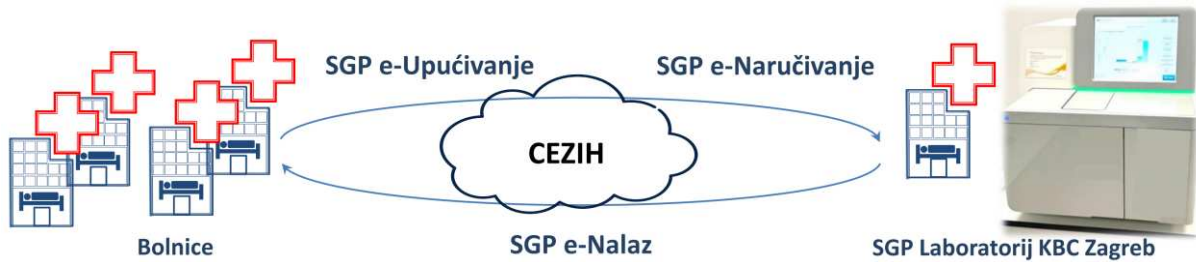 SGP e-Upućivanje
SGP e-Naručivanje
CEZIH
Bolnice
SGP e-Nalaz
SGP Laboratorij KBC Zagreb